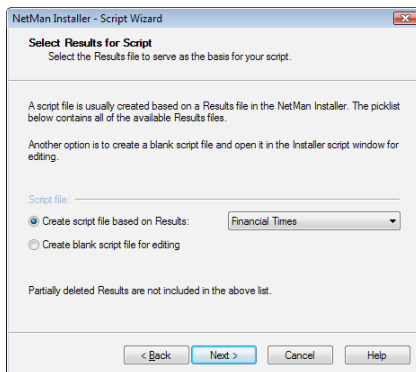 NetMan Installer - Script Wizard
Select Results for Script
Select the Results file to serve as the basis for your script.
A script file is usually created based on a Results file in the NetMan Installer. The picklist
below contains all of the available Results files.
Another option is to create a blank script file and open it in the Installer script window for
editing.
Script file:
Create script file based on Results: Financial Times
Create blank script file for editing
Partially deleted Results are not included in the above list.
< Back Next > Cancel Help